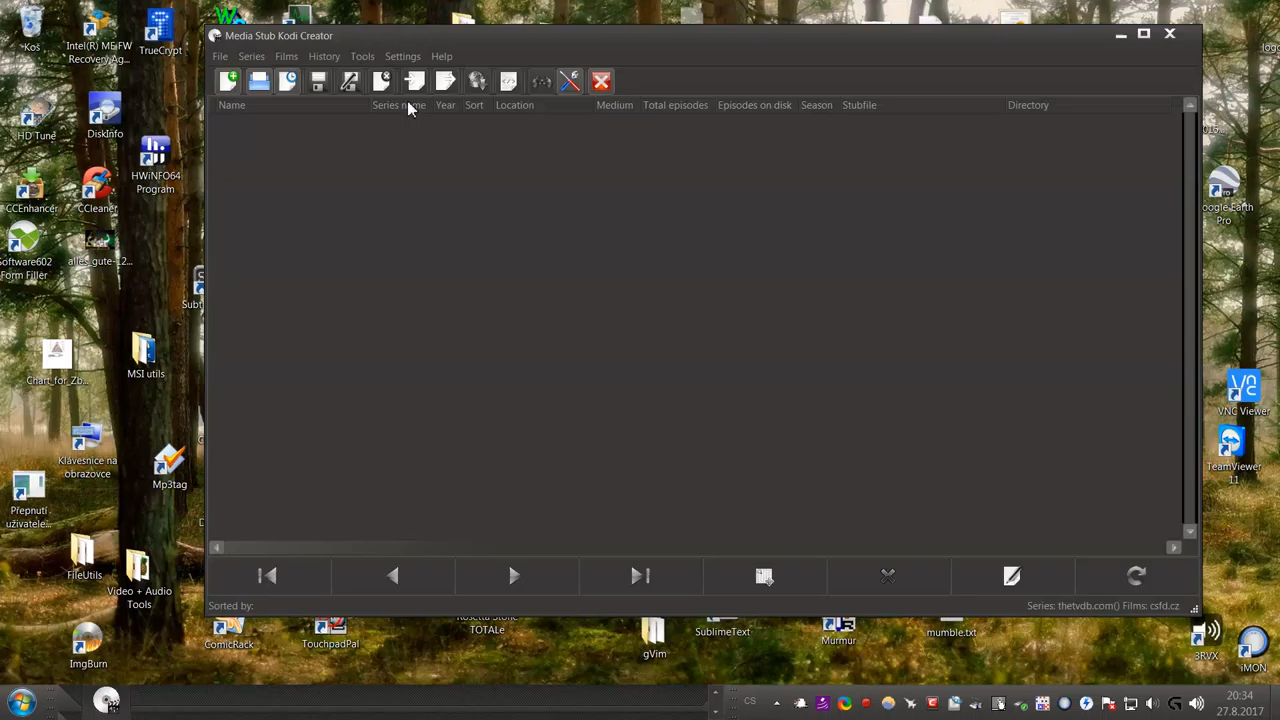 Media Stub Kodi Creator
File Series Films History Tools Settings Help
Name Series name Year Sort Location Medium Total episodes Episodes on disk Season Stubfile Directory
Sorted by:
Series: thetvdb.com() Films: csfd.cz
Koš
Intel(R) ME FW
Recovery Ag...
TrueCrypt
HD Tune
DiskInfo
HWiNFO64
Program
CCEnhancer
CCleaner
Software602
Form Filler
alles_gute-12...
Subt
Chart_for_Zb...
MSI utils
Klávesnice na
obrazovce
Mp3tag
Přepnutí
uživatele...
FileUtils
Video + Audio
Tools
ImgBurn
ComicRack
TouchpadPal
Rosetta Stone
TOTALe
gVim
SublimeText
Murmur
mumble.txt
3RVX
iMON
logo
oogle Earth
Pro
VNC Viewer
TeamViewer
11
CS
20:34
27.8.2017